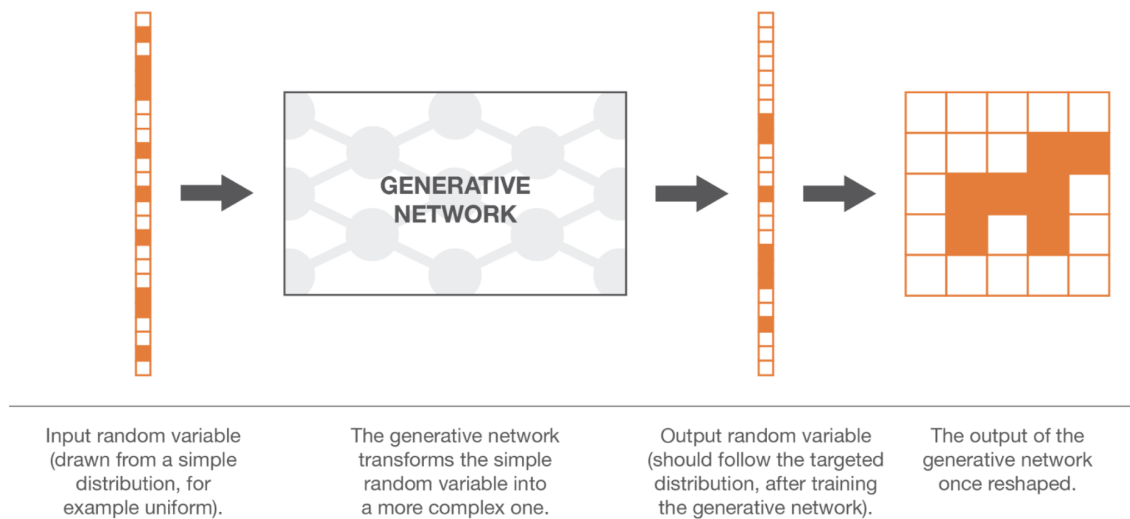 GENERATIVE
NETWORK
Input random variable
(drawn from a simple
distribution, for
example uniform).
The generative network
transforms the simple
random variable into
a more complex one.
Output random variable
(should follow the targeted
distribution, after training
the generative network).
The output of the
generative network
once reshaped.